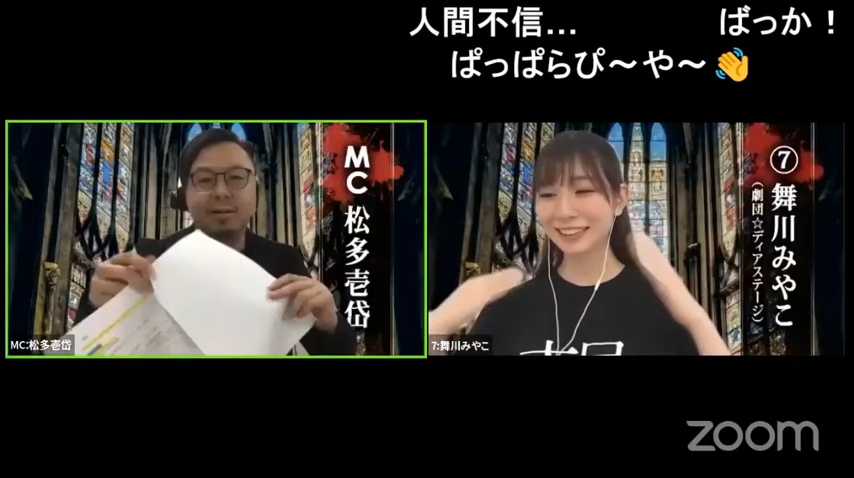 人間不信...
ばっか！
ぱっぱらぴ～や～👋
MC 松多壱岱
MC:松多壱岱
⑦ 舞川みやこ
（劇団☆ディアステージ）
7:舞川みやこ
zoom